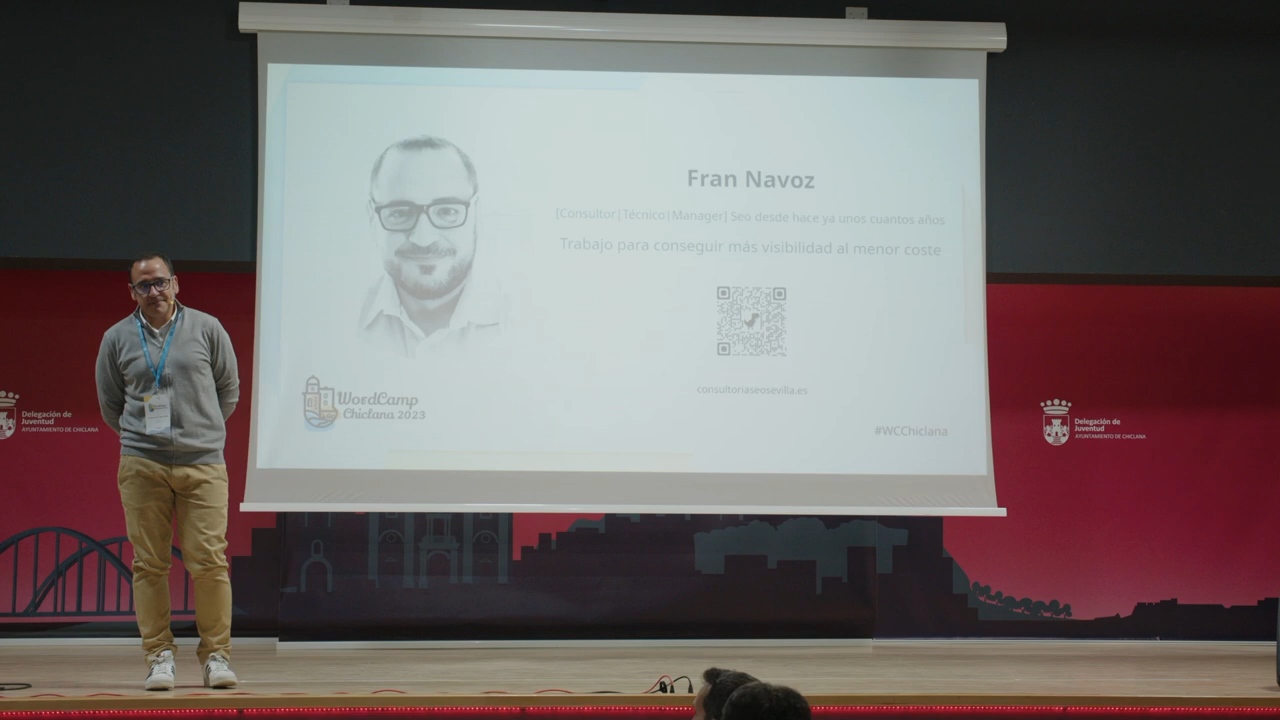 Fran Navoz
[Consultor|Técnico|Manager] Seo desde hace ya unos cuantos años
Trabajo para conseguir más visibilidad al menor coste
consultoriaseosevilla.es
WordCamp
Chiclana 2023
#WCChiclana
Delegación de
Juventud
AYUNTAMIENTO DE CHICLANA
Delegación de
Juventud
AYUNTAMIENTO DE CHICLANA